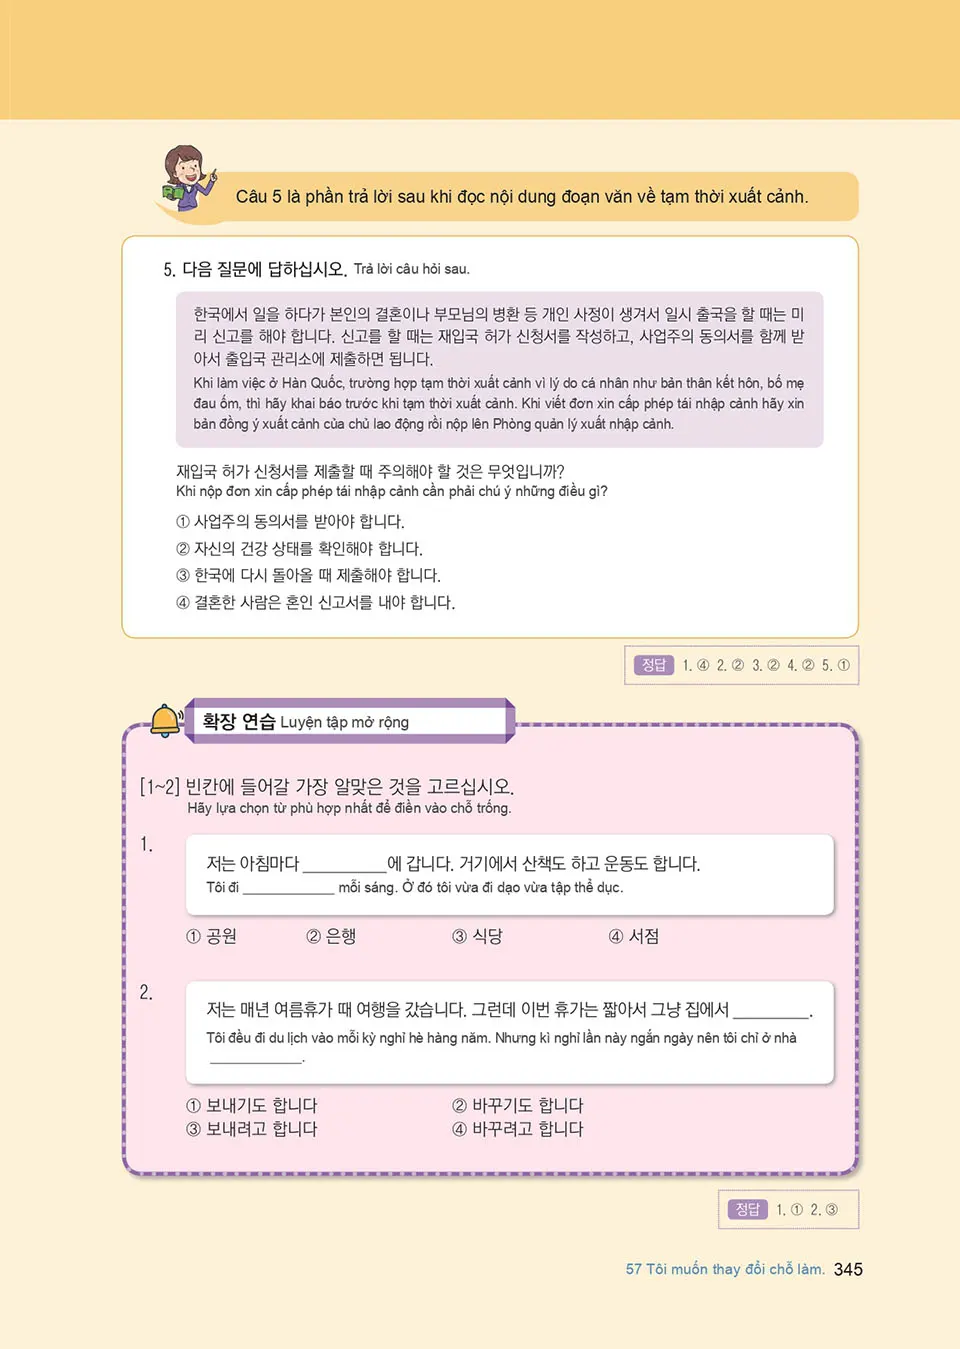 Câu 5 là phần trả lời sau khi đọc nội dung đoạn văn về tạm thời xuất cảnh.
5. 다음 질문에 답하십시오. Trả lời câu hỏi sau.
한국에서 일을 하다가 본인의 결혼이나 부모님의 병환 등 개인 사정이 생겨서 일시 출국을 할 때는 미
리 신고를 해야 합니다. 신고를 할 때는 재입국 허가 신청서를 작성하고, 사업주의 동의서를 함께 받
아서 출입국 관리소에 제출하면 됩니다.
Khi làm việc ở Hàn Quốc, trường hợp tạm thời xuất cảnh vì lý do cá nhân như bản thân kết hôn, bố mẹ
đau ốm, thì hãy khai báo trước khi tạm thời xuất cảnh. Khi viết đơn xin cấp phép tái nhập cảnh hãy xin
bản đồng ý xuất cảnh của chủ lao động rồi nộp lên Phòng quản lý xuất nhập cảnh.
재입국 허가 신청서를 제출할 때 주의해야 할 것은 무엇입니까?
Khi nộp đơn xin cấp phép tái nhập cảnh cần phải chú ý những điều gì?
① 사업주의 동의서를 받아야 합니다.
② 자신의 건강 상태를 확인해야 합니다.
③ 한국에 다시 돌아올 때 제출해야 합니다.
④ 결혼한 사람은 혼인 신고서를 내야 합니다.
정답 1. ④ 2. ② 3. ② 4. ② 5. ①
확장 연습 Luyện tập mở rộng
[1~2] 빈칸에 들어갈 가장 알맞은 것을 고르십시오.
Hãy lựa chọn từ phù hợp nhất để điền vào chỗ trống.
1.
저는 아침마다 __________에 갑니다. 거기에서 산책도 하고 운동도 합니다.
Tôi đi ____________ mỗi sáng. Ở đó tôi vừa đi dạo vừa tập thể dục.
① 공원 ② 은행 ③ 식당 ④ 서점
2.
저는 매년 여름휴가 때 여행을 갔습니다. 그런데 이번 휴가는 짧아서 그냥 집에서 _________.
Tôi đều đi du lịch vào mỗi kỳ nghỉ hè hàng năm. Nhưng kì nghỉ lần này ngắn ngày nên tôi chỉ ở nhà
____________.
① 보내기도 합니다 ② 바꾸기도 합니다
③ 보내려고 합니다 ④ 바꾸려고 합니다
정답 1. ① 2. ③
57 Tôi muốn thay đổi chỗ làm. 345